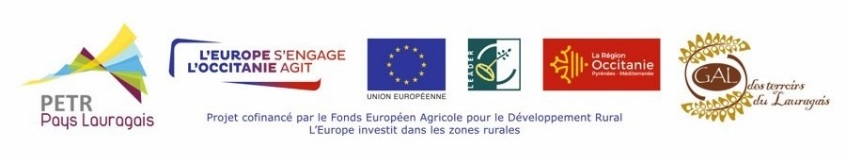 PETR
Pays Lauragais
L'EUROPE S'ENGAGE
L'OCCITANIE AGIT
UNION EUROPÉENNE
LEADER
La Région
Occitanie
Pyrénées - Méditerranée
GAL
des terroirs
du Lauragais
Projet cofinancé par le Fonds Européen Agricole pour le Développement Rural
L'Europe investit dans les zones rurales